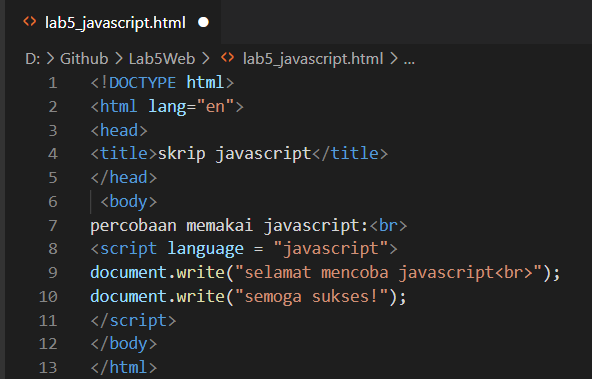 lab5_javascript.html
D: > Github > Lab5Web > lab5_javascript.html > ...
1 <!DOCTYPE html>
2 <html lang="en">
3 <head>
4 <title>skrip javascript</title>
5 </head>
6  <body>
7 percobaan memakai javascript:<br>
8 <script language = "javascript">
9 document.write("selamat mencoba javascript<br>");
10 document.write("semoga sukses!");
11 </script>
12 </body>
13 </html>